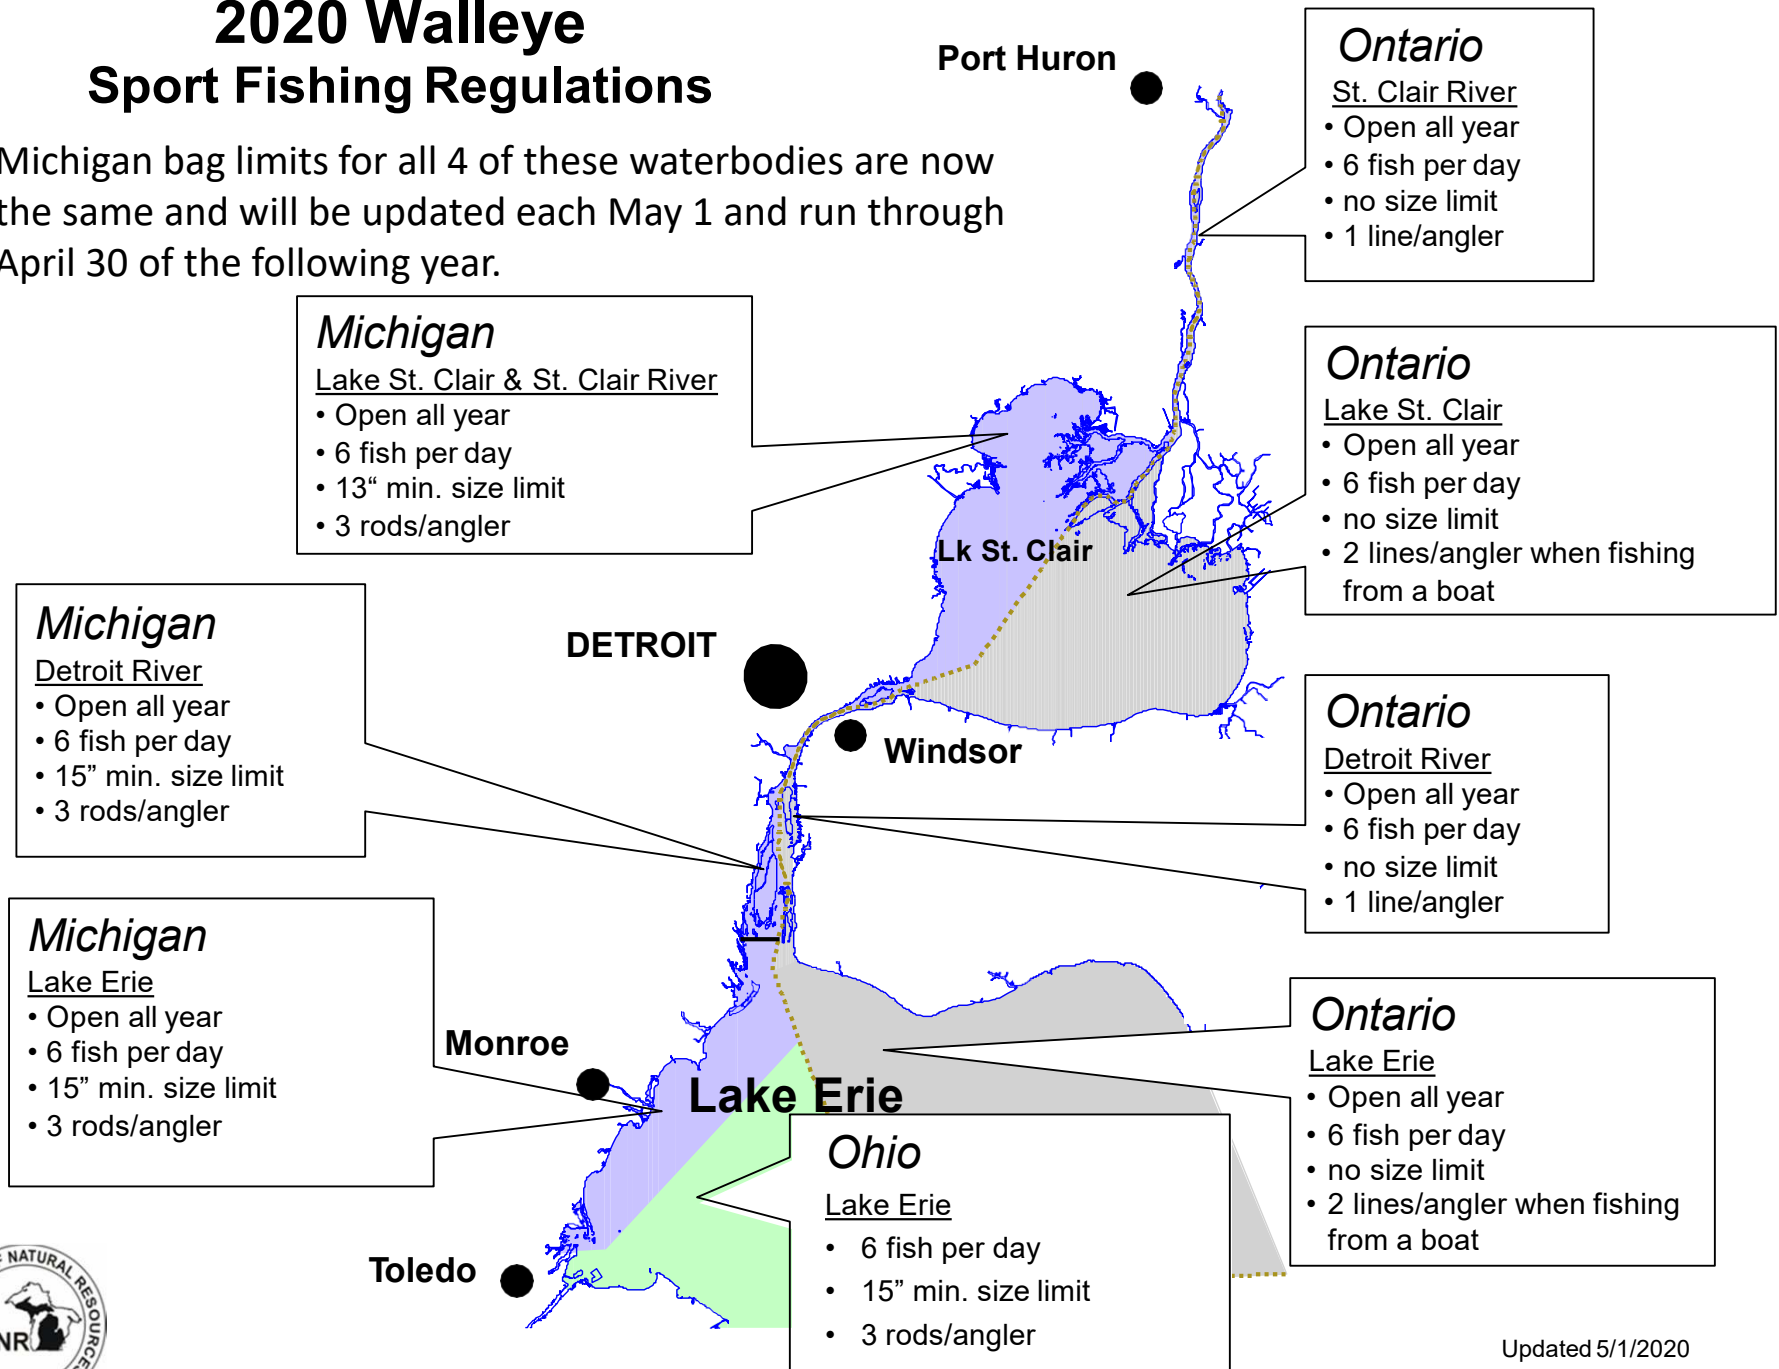 2020 Walleye
Sport Fishing Regulations
Michigan bag limits for all 4 of these waterbodies are now
the same and will be updated each May 1 and run through
April 30 of the following year.
Port Huron
Ontario
St. Clair River
• Open all year
• 6 fish per day
• no size limit
• 1 line/angler
Michigan
Lake St. Clair & St. Clair River
• Open all year
• 6 fish per day
• 13“ min. size limit
• 3 rods/angler
Ontario
Lake St. Clair
• Open all year
• 6 fish per day
• no size limit
• 2 lines/angler when fishing
from a boat
Lk St. Clair
Michigan
Detroit River
• Open all year
• 6 fish per day
• 15” min. size limit
• 3 rods/angler
DETROIT
Windsor
Ontario
Detroit River
• Open all year
• 6 fish per day
• no size limit
• 1 line/angler
Michigan
Lake Erie
• Open all year
• 6 fish per day
• 15” min. size limit
• 3 rods/angler
Monroe
Lake Erie
Ontario
Lake Erie
• Open all year
• 6 fish per day
• no size limit
• 2 lines/angler when fishing
from a boat
Ohio
Lake Erie
• 6 fish per day
• 15” min. size limit
• 3 rods/angler
Toledo
NATURAL RESOURCES
NR
Updated 5/1/2020